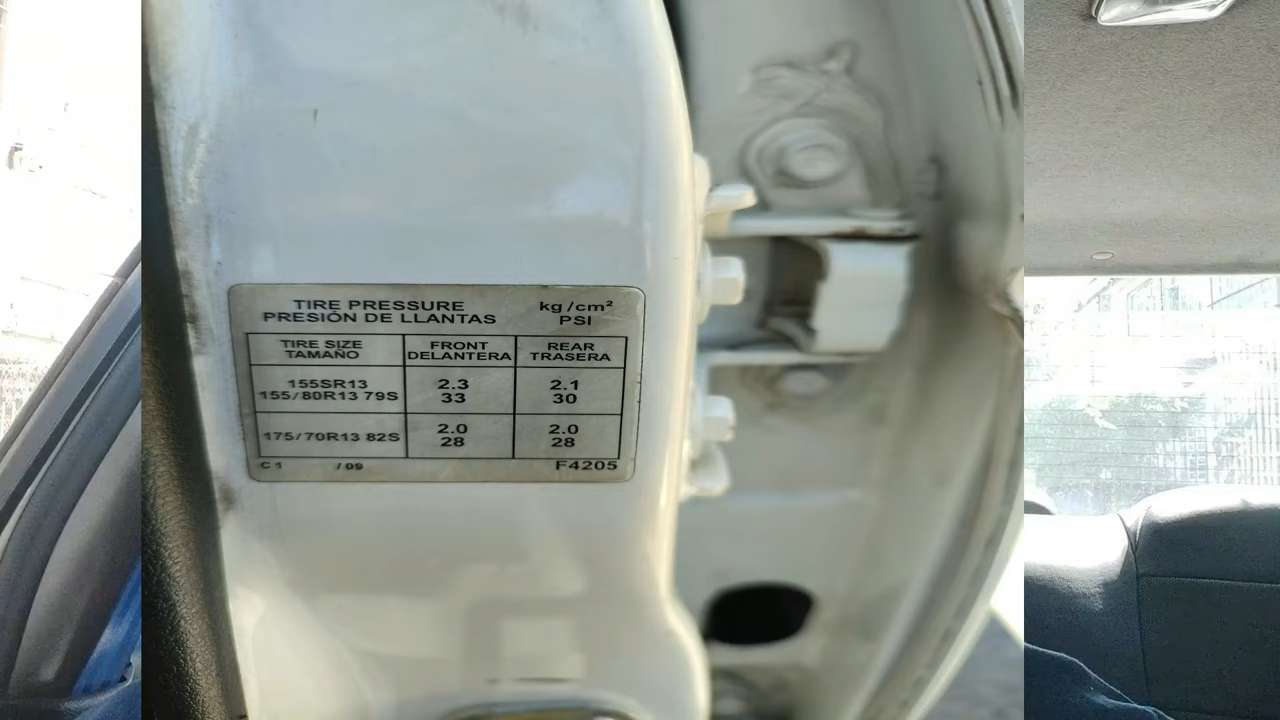 TIRE PRESSURE kg/cm²
PRESIÓN DE LLANTAS PSI
TIRE SIZE FRONT REAR
TAMAÑO DELANTERA TRASERA
155SR13 2.3 2.1
155/80R13 79S 33 30
175/70R13 82S 2.0 2.0
28 28
C1 /09 F4205